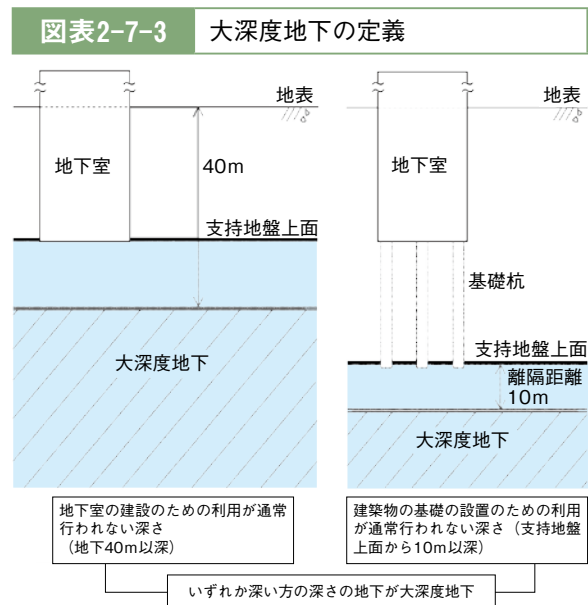 図表2-7-3 大深度地下の定義
地表
地下室
40m
支持地盤上面
大深度地下
地下室の建設のための利用が通常
行われない深さ
（地下40m以深）
地表
地下室
基礎杭
支持地盤上面
離隔距離
10m
大深度地下
建築物の基礎の設置のための利用
が通常行われない深さ（支持地盤
上面から10m以深）
いずれか深い方の深さの地下が大深度地下